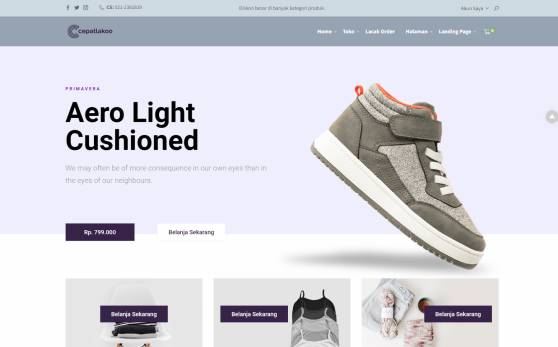 CS: 021-2382839
Diskon besar di banyak kategori produk.
Akun Saya
cepatlakoo
Home
Toko
Lacak Order
Halaman
Landing Page
PRIMAVERA
Aero Light
Cushioned
We may often be of more consequence in our own eyes than in
the eyes of our neighbours.
Rp. 799.000
Belanja Sekarang
Belanja Sekarang
Belanja Sekarang
Belanja Sekarang